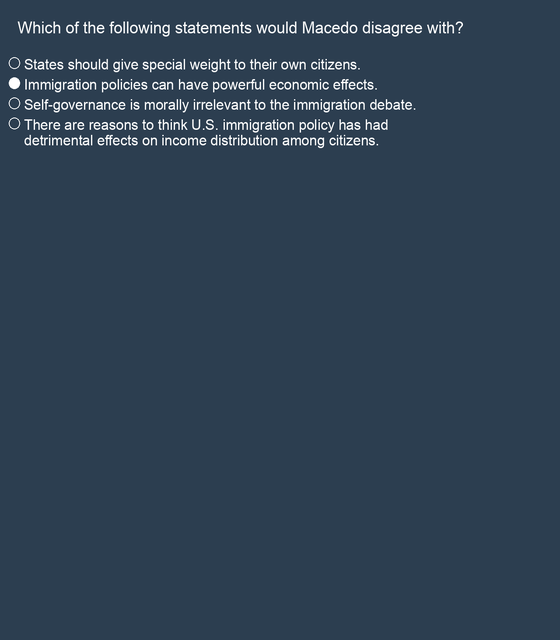 Which of the following statements would Macedo disagree with?
States should give special weight to their own citizens.
Immigration policies can have powerful economic effects.
Self-governance is morally irrelevant to the immigration debate.
There are reasons to think U.S. immigration policy has had
detrimental effects on income distribution among citizens.